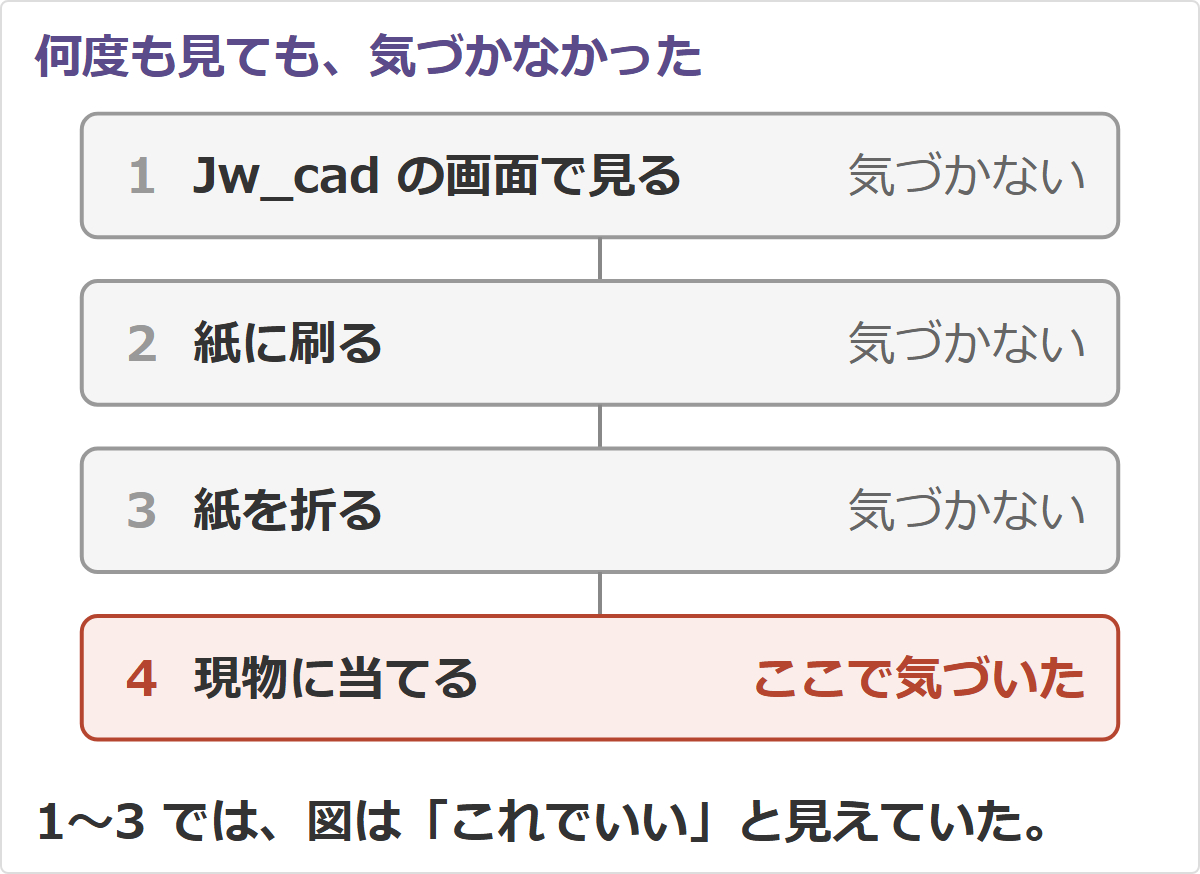 何度も見ても、気づかなかった
1 Jw_cad の画面で見る 気づかない
2 紙に刷る 気づかない
3 紙を折る 気づかない
4 現物に当てる ここで気づいた
1～3 では、図は「これでいい」と見えていた。